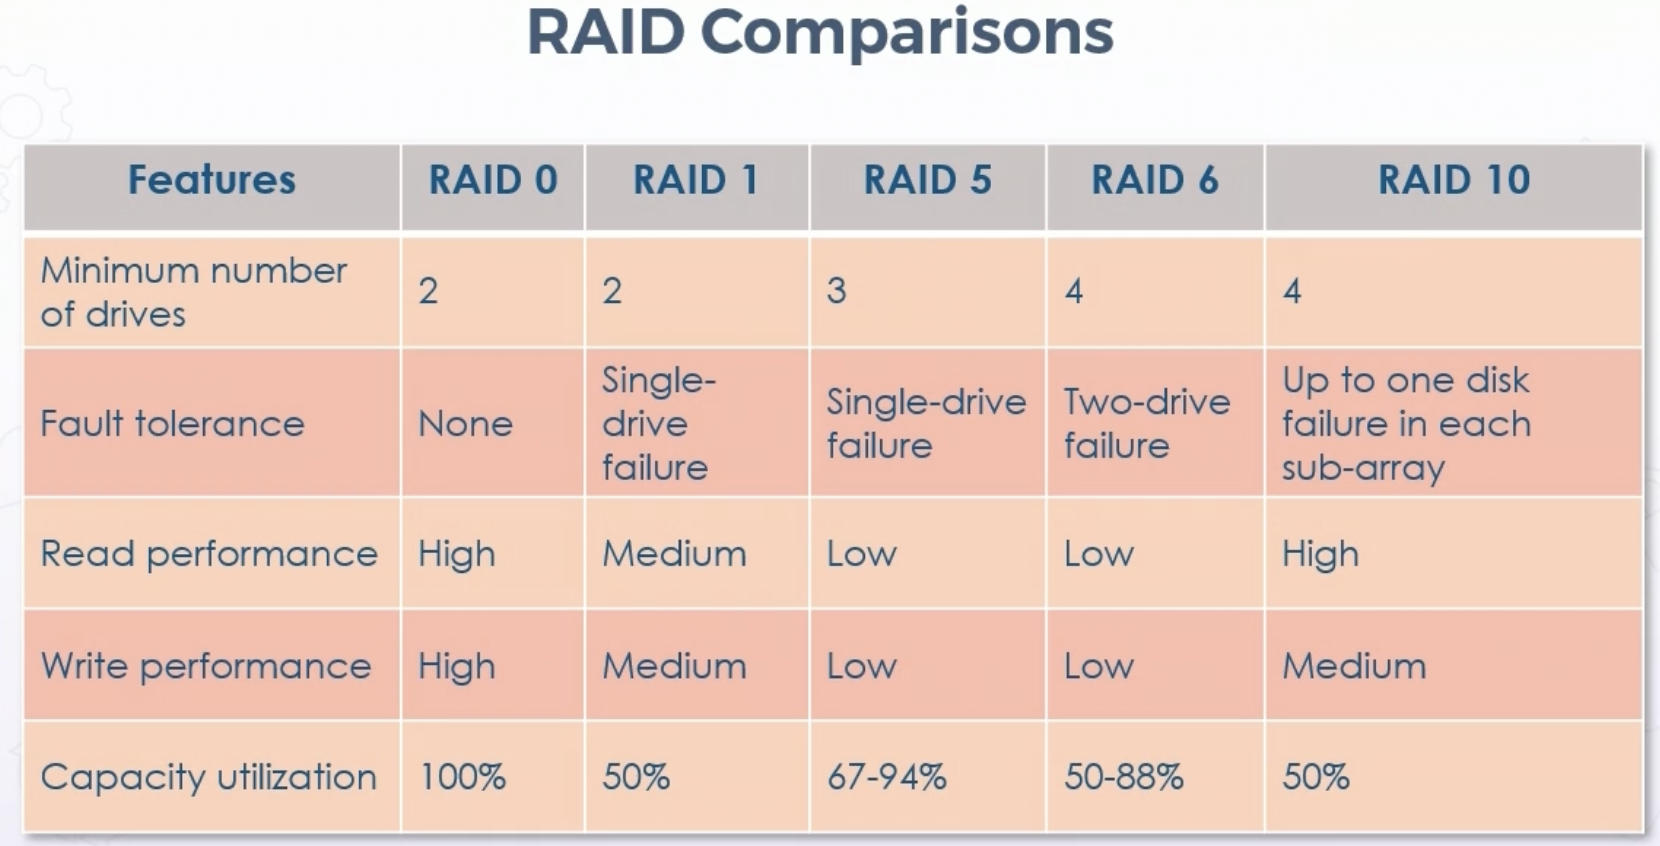 RAID Comparisons
Features RAID 0 RAID 1 RAID 5 RAID 6 RAID 10
Minimum number
of drives
2
2
3
4
4
Fault tolerance
None
Single-
drive
failure
Single-drive
failure
Two-drive
failure
Up to one disk
failure in each
sub-array
Read performance High Medium Low Low High
Write performance High Medium Low Low Medium
Capacity utilization 100% 50% 67-94% 50-88% 50%